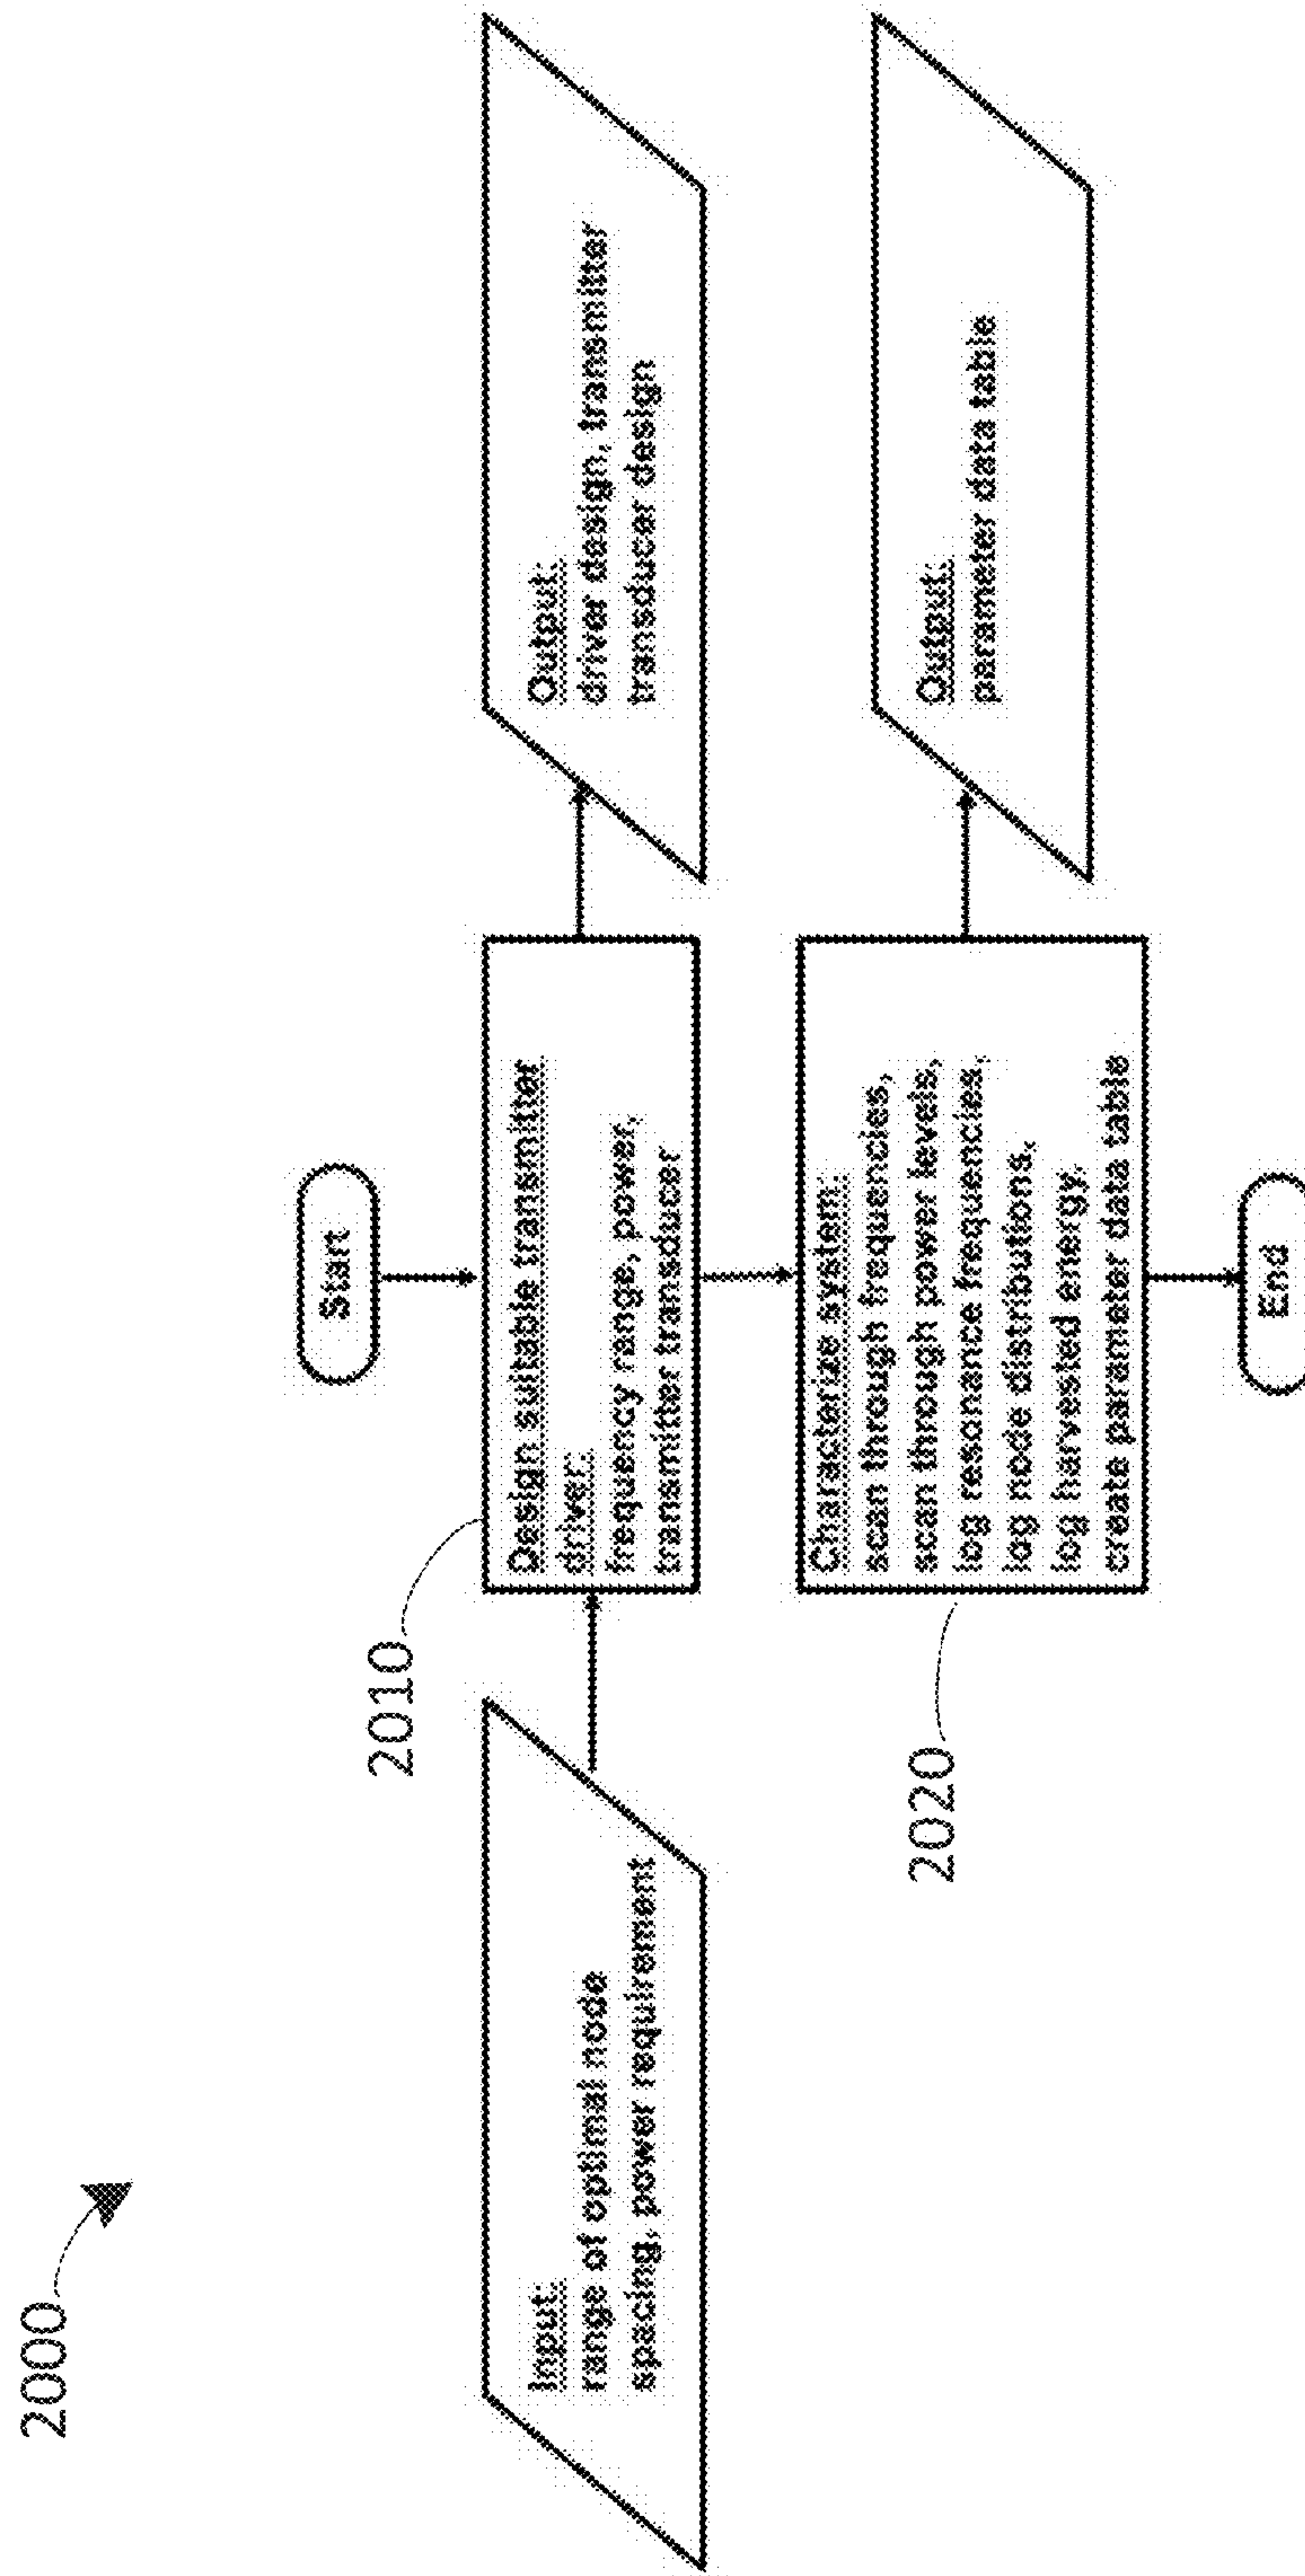 2000
Start
2010
Input:
range of optimal node
spacing, power requirement
Design suitable transmitter
driver:
frequency range, power,
transmitter transducer
Output:
driver design, transmitter
transducer design
2020
Characterize system:
scan through frequencies,
scan through power levels,
log resonance frequencies,
log node distributions,
log harvested energy,
create parameter data table
Output:
parameter data table
End